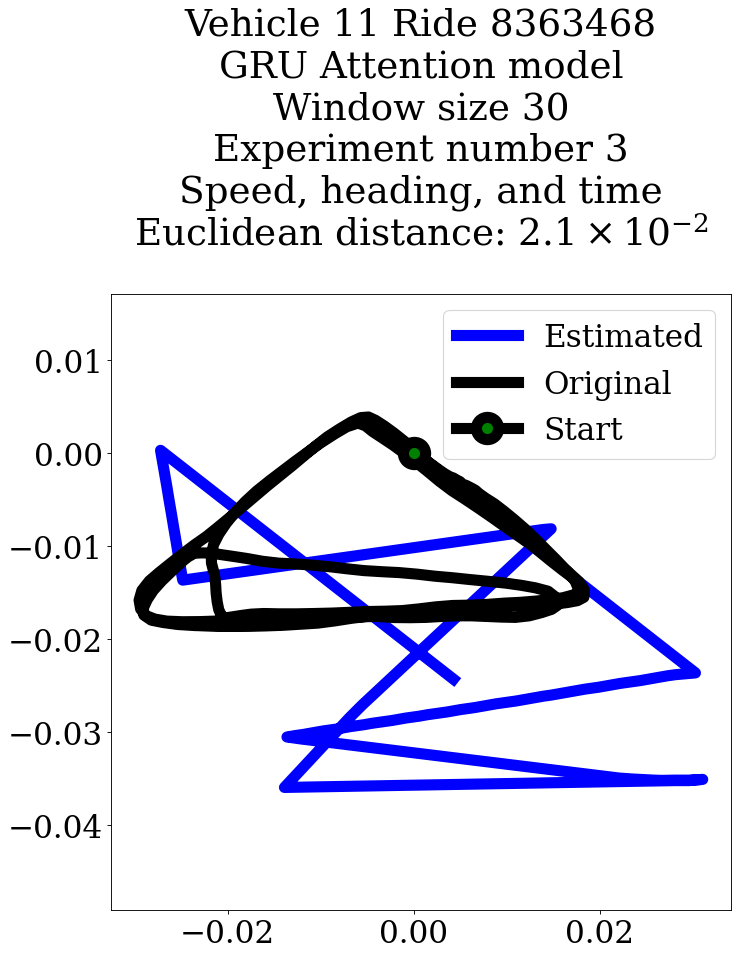 Vehicle 11 Ride 8363468
GRU Attention model
Window size 30
Experiment number 3
Speed, heading, and time
Euclidean distance: 2.1 × 10⁻²
Estimated
Original
Start
0.01
0.00
−0.01
−0.02
−0.03
−0.04
−0.02 0.00 0.02